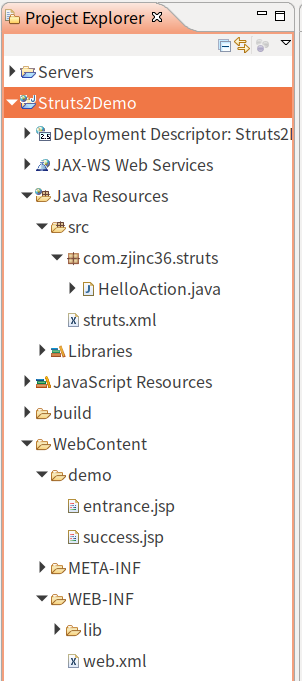 Project Explorer
Servers
Struts2Demo
Deployment Descriptor: Struts2
JAX-WS Web Services
Java Resources
src
com.zjinc36.struts
HelloAction.java
struts.xml
Libraries
JavaScript Resources
build
WebContent
demo
entrance.jsp
success.jsp
META-INF
WEB-INF
lib
web.xml